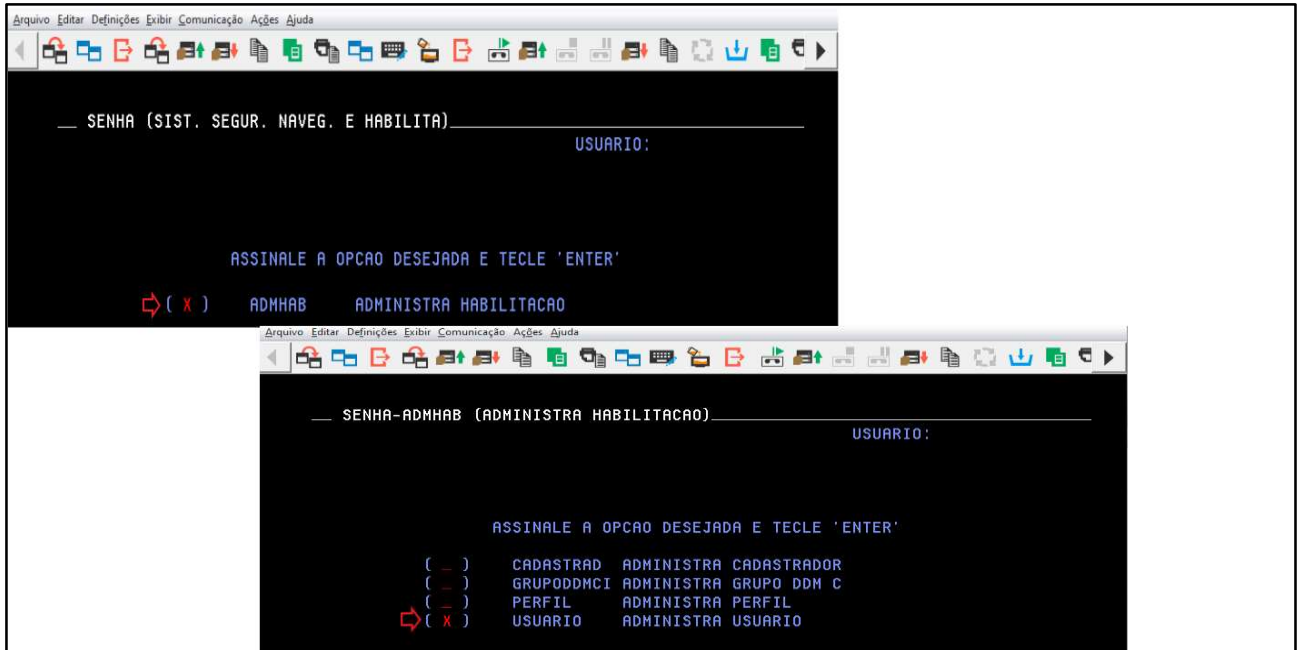 Arquivo Editar Definições Exibir Comunicação Ações Ajuda
__ SENHA (SIST. SEGUR. NAVEG. E HABILITA)________________________________
USUARIO:
ASSINALE A OPCAO DESEJADA E TECLE 'ENTER'
( X ) ADMHAB ADMINISTRA HABILITACAO
Arquivo Editar Definições Exibir Comunicação Ações Ajuda
__ SENHA-ADMHAB (ADMINISTRA HABILITACAO)________________________________
USUARIO:
ASSINALE A OPCAO DESEJADA E TECLE 'ENTER'
( _ ) CADASTRAD ADMINISTRA CADASTRADOR
( _ ) GRUPODDMCI ADMINISTRA GRUPO DDM C
( _ ) PERFIL ADMINISTRA PERFIL
( X ) USUARIO ADMINISTRA USUARIO